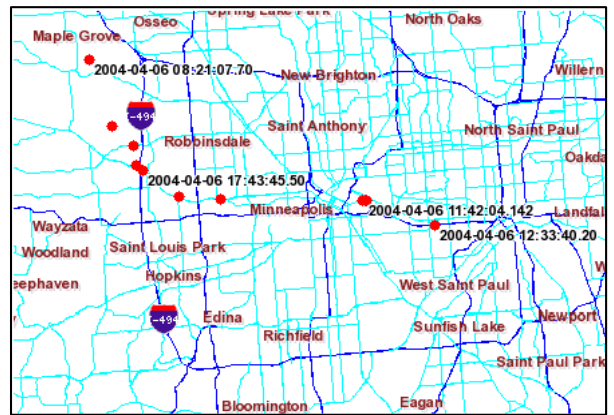 Spring Lake Park
Osseo
North Oaks
Maple Grove
2004-04-06 08:21:07.70
New Brighton
Willern
-494
Saint Anthony
North Saint Paul
Robbinsdale
Oakda
2004-04-06 17:43:45.50
Minneapolis
2004-04-06 11:42:04.142
Landfal
Wayzata
2004-04-06 12:33:40.20
Woodland
Saint Louis Park
eephaven
Hopkins
West Saint Paul
W
-494
Edina
Newport
Richfield
Sunfish Lake
Saint Paul Park
Bloomington
Eagan